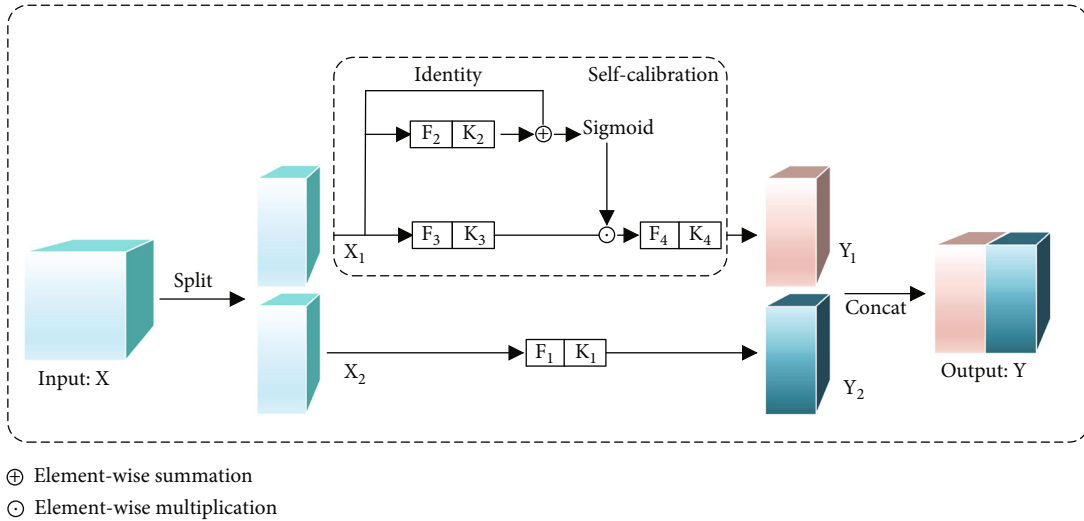 Identity
Self-calibration
F2 K2
⊕
Sigmoid
X1
F3 K3
⊙
F4 K4
Y1
Split
Concat
X2
F1 K1
Y2
Input: X
Output: Y
⊕ Element-wise summation
⊙ Element-wise multiplication